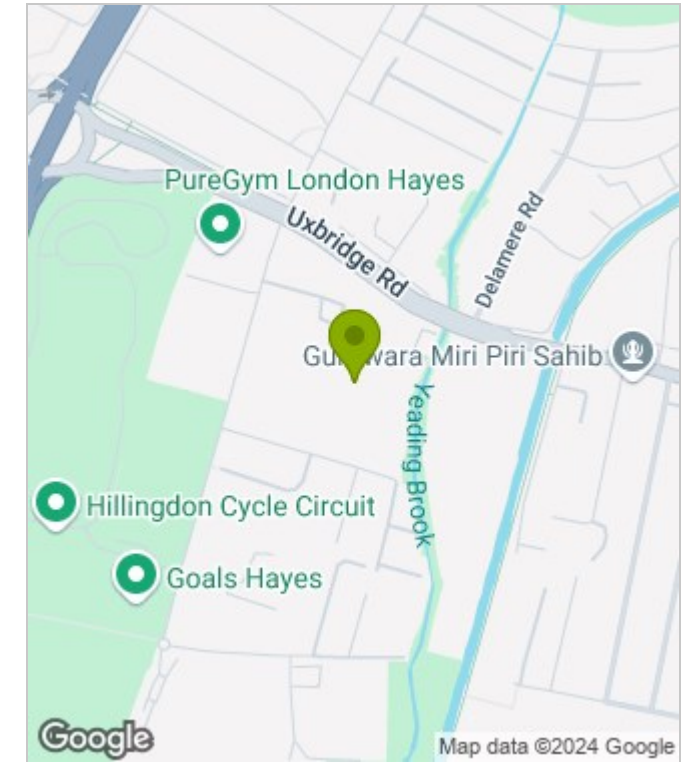 PureGym London Hayes
Uxbridge Rd
Delamere Rd
Miri Piri Sahib
Yeading Brook
Hillingdon Cycle Circuit
Goals Hayes
Google
Map data ©2024 Google